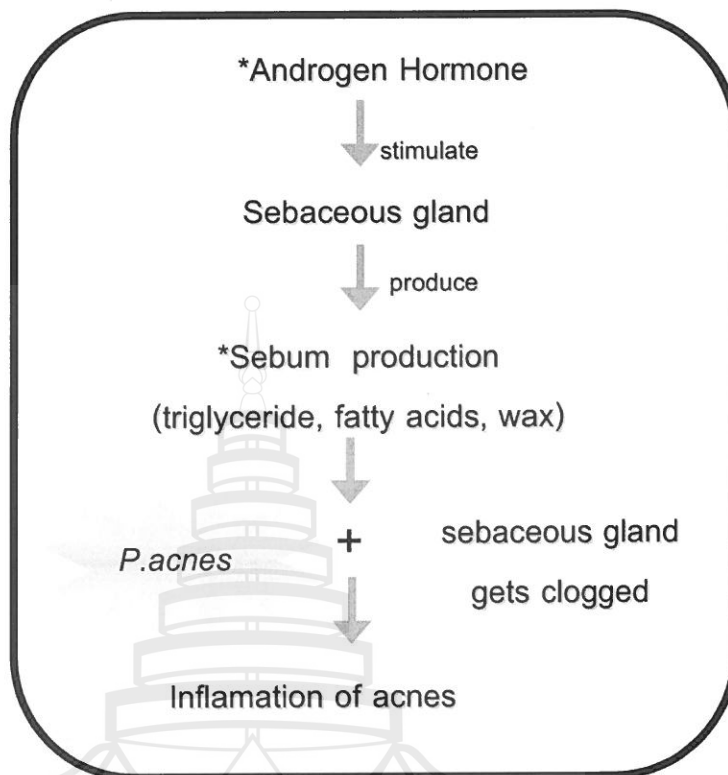 *Androgen Hormone
stimulate
Sebaceous gland
produce
*Sebum production
(triglyceride, fatty acids, wax)
P.acnes + sebaceous gland
gets clogged
Inflamation of acnes